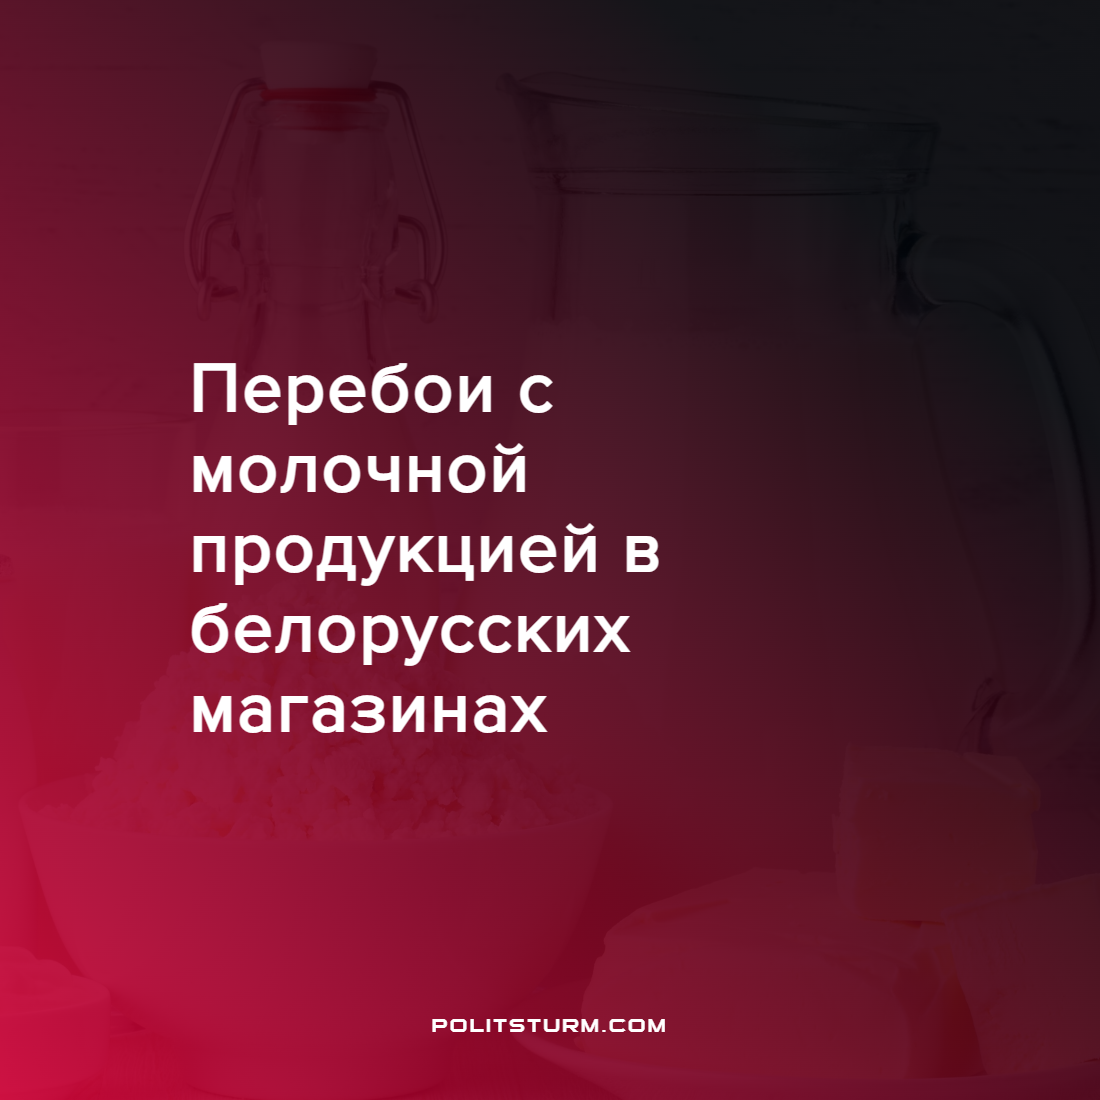 Перебои с
молочной
продукцией в
белорусских
магазинах
POLITSTURM.COM